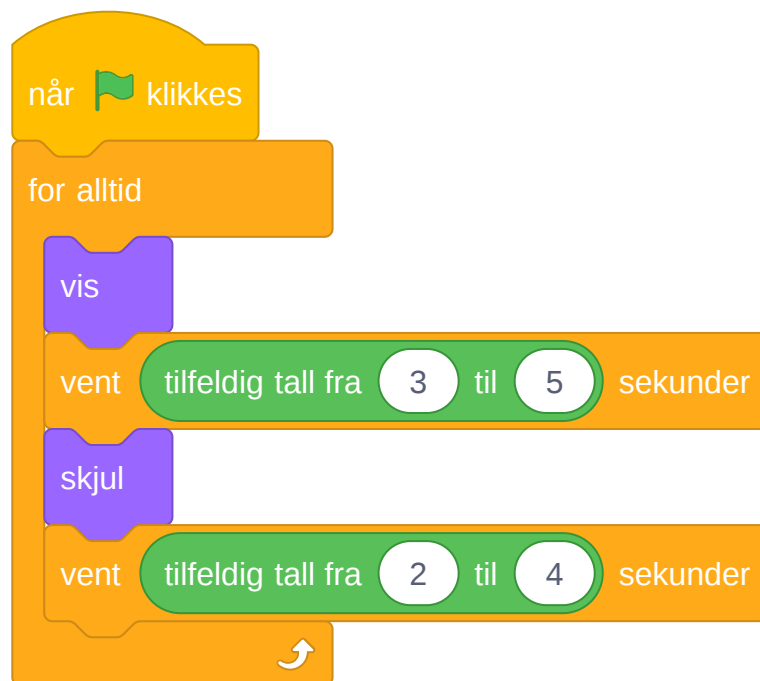 når klikkes
for alltid
vis
vent tilfeldig tall fra 3 til 5 sekunder
skjul
vent tilfeldig tall fra 2 til 4 sekunder